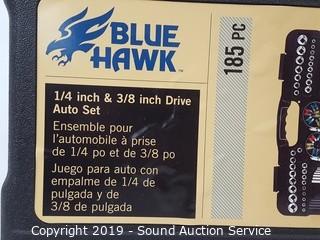 BLUE
HAWK™
185 PC
1/4 inch & 3/8 inch Drive
Auto Set
Ensemble pour
l'automobile à prise
de 1/4 po et de 3/8 po
Juego para auto con
empalme de 1/4 de
pulgada y de
3/8 de pulgada
Copyright 2019 - Sound Auction Service